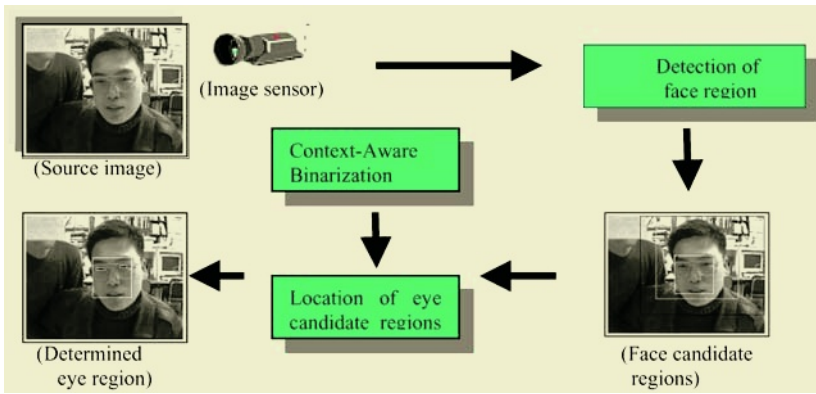 (Image sensor)
Detection of
face region
(Source image)
Context-Aware
Binarization
Location of eye
candidate regions
(Determined
eye region)
(Face candidate
regions)